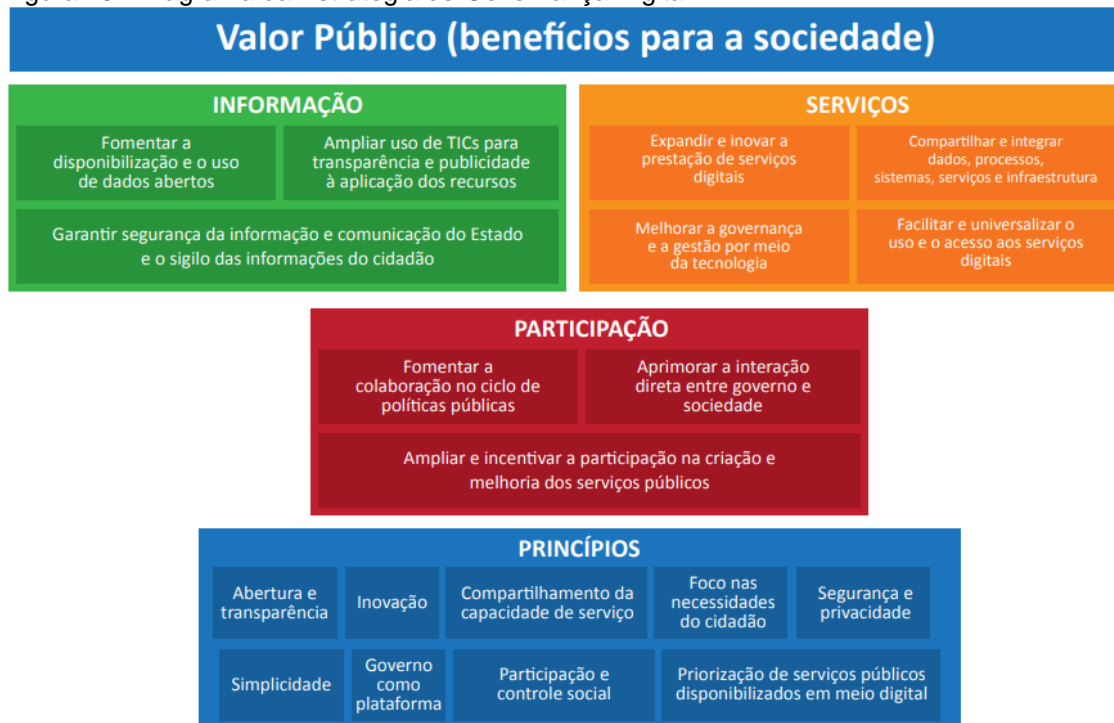 Valor Público (benefícios para a sociedade)
INFORMAÇÃO
Fomentar a
disponibilização e o uso
de dados abertos
Ampliar uso de TICs para
transparência e publicidade
à aplicação dos recursos
Garantir segurança da informação e comunicação do Estado
e o sigilo das informações do cidadão
SERVIÇOS
Expandir e inovar a
prestação de serviços
digitais
Compartilhar e integrar
dados, processos,
sistemas, serviços e infraestrutura
Melhorar a governança
e a gestão por meio
da tecnologia
Facilitar e universalizar o
uso e o acesso aos serviços
digitais
PARTICIPAÇÃO
Fomentar a
colaboração no ciclo de
políticas públicas
Aprimorar a interação
direta entre governo e
sociedade
Ampliar e incentivar a participação na criação e
melhoria dos serviços públicos
PRINCÍPIOS
Abertura e
transparência
Inovação
Compartilhamento da
capacidade de serviço
Foco nas
necessidades
do cidadão
Segurança e
privacidade
Simplicidade
Governo
como
plataforma
Participação e
controle social
Priorização de serviços públicos
disponibilizados em meio digital